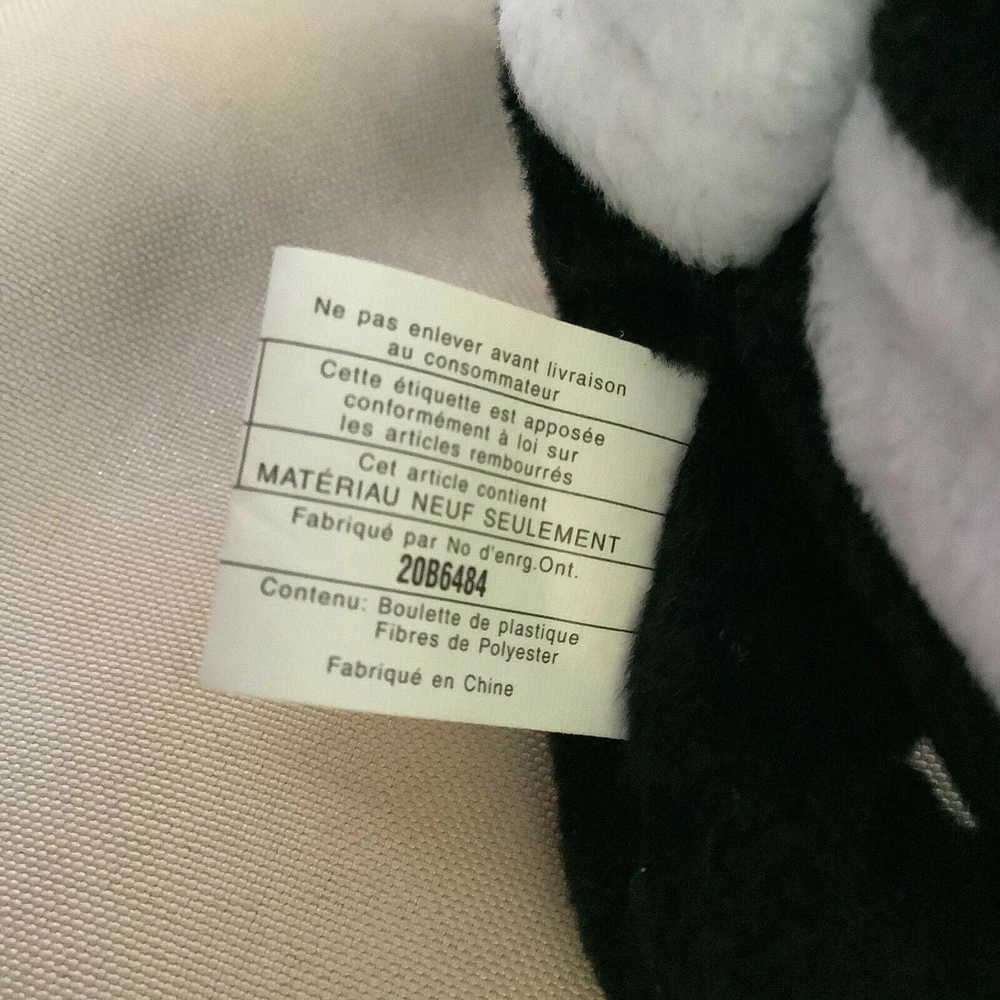 Ne pas enlever avant livraison
au consommateur
Cette étiquette est apposée
conformément à loi sur
les articles rembourrés
Cet article contient
MATÉRIAU NEUF SEULEMENT
Fabriqué par No d'enrg.Ont.
20B6484
Contenu: Boulette de plastique
Fibres de Polyester
Fabriqué en Chine